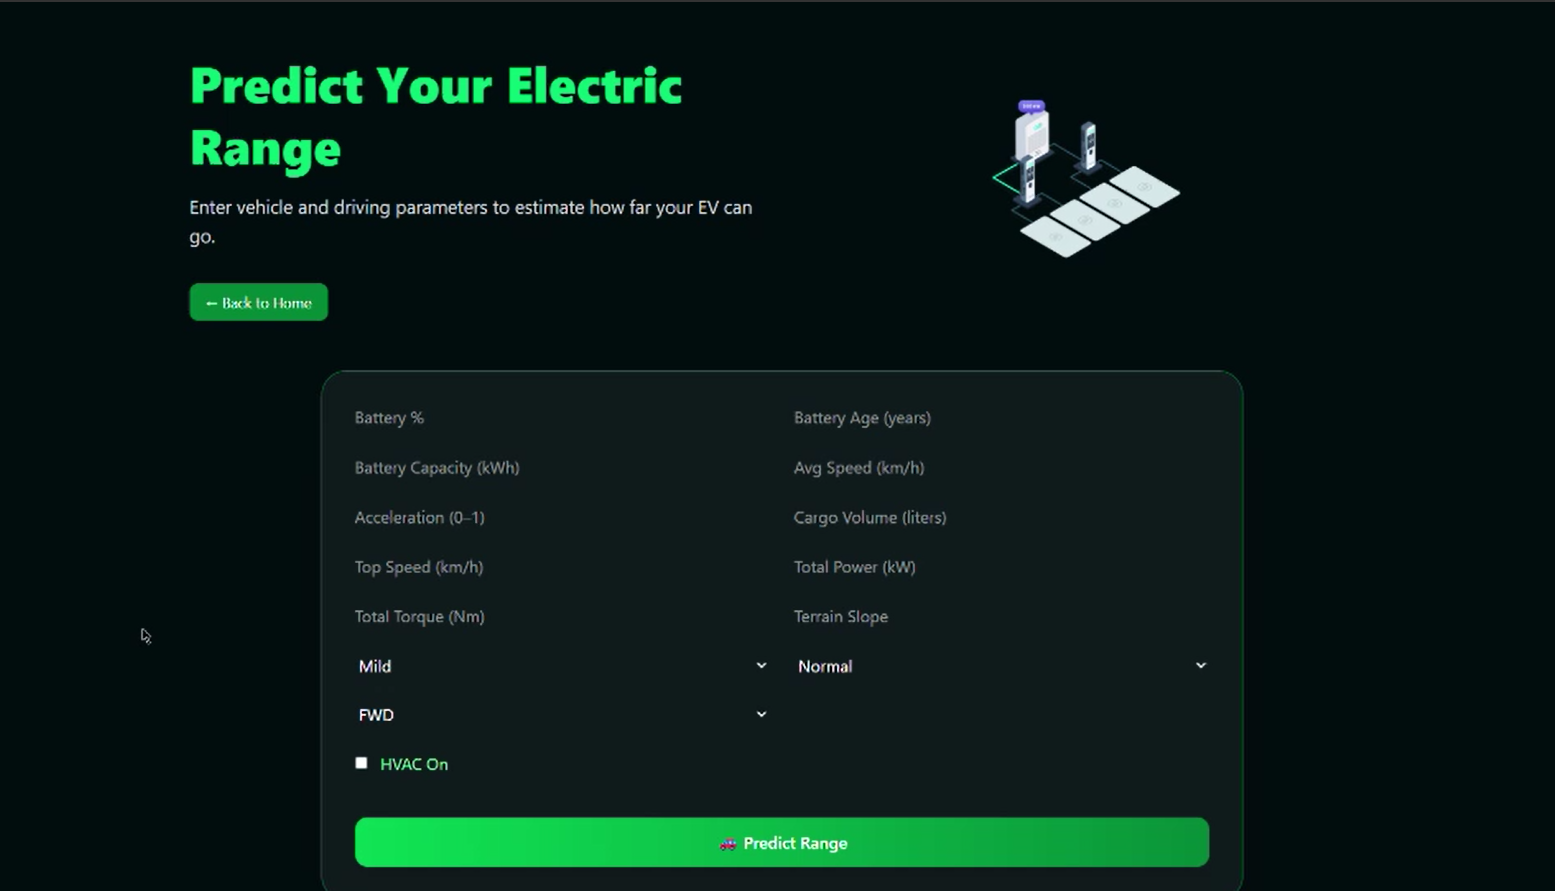 Predict Your Electric
Range
Enter vehicle and driving parameters to estimate how far your EV can
go.
← Back to Home
Battery %
Battery Age (years)
Battery Capacity (kWh)
Avg Speed (km/h)
Acceleration (0–1)
Cargo Volume (liters)
Top Speed (km/h)
Total Power (kW)
Total Torque (Nm)
Terrain Slope
Mild
Normal
FWD
HVAC On
Predict Range